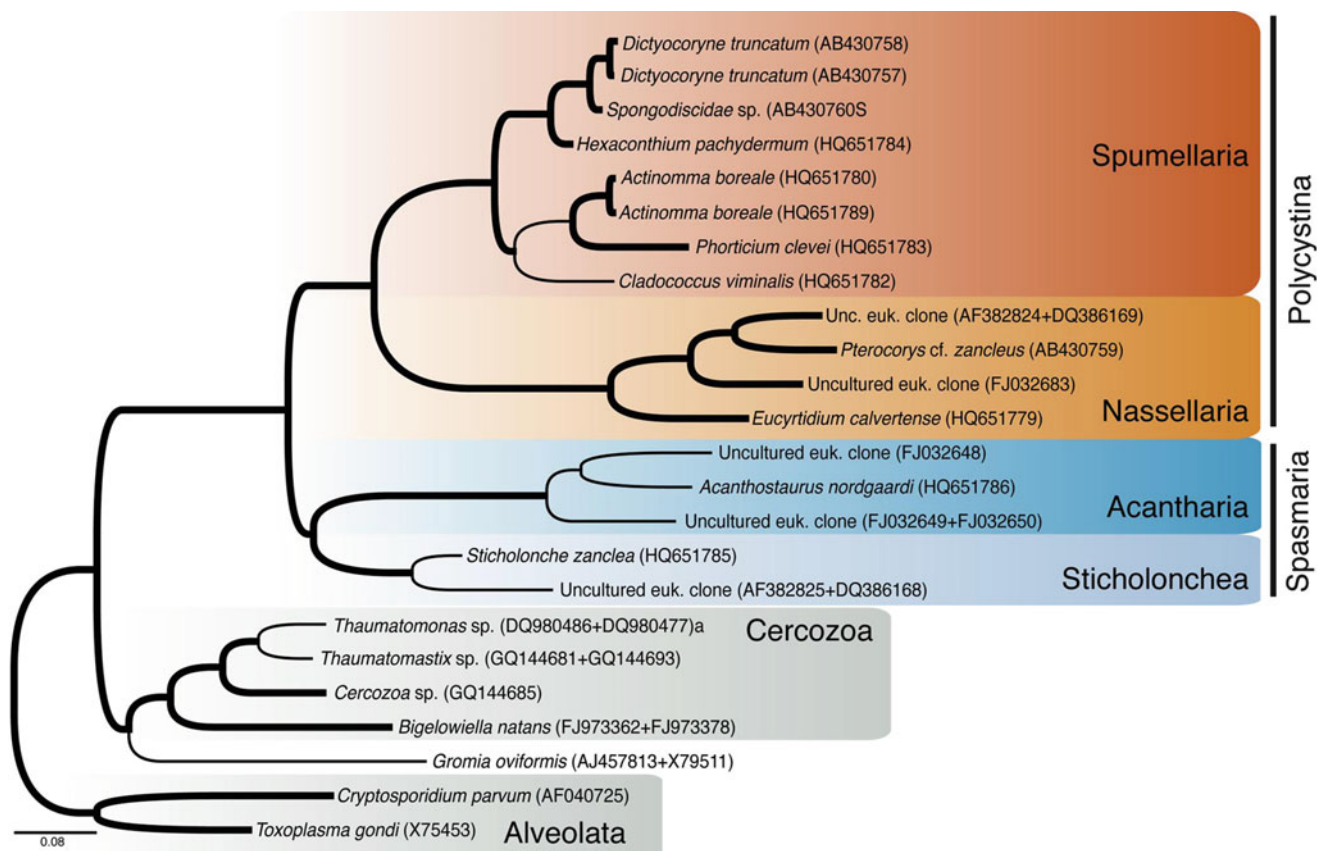 Dictyocoryne truncatum (AB430758)
Dictyocoryne truncatum (AB430757)
Spongodiscidae sp. (AB430760S
Hexaconthium pachydermum (HQ651784)
Spumellaria
Actinomma boreale (HQ651780)
Actinomma boreale (HQ651789)
Phorticium clevei (HQ651783)
Cladococcus viminalis (HQ651782)
Polycystina
Unc. euk. clone (AF382824+DQ386169)
Pterocorys cf. zancleus (AB430759)
Uncultured euk. clone (FJ032683)
Nassellaria
Eucyrtidium calvertense (HQ651779)
Uncultured euk. clone (FJ032648)
Acanthostaurus nordgaardi (HQ651786)
Acantharia
Uncultured euk. clone (FJ032649+FJ032650)
Spasmaria
Sticholonche zanclea (HQ651785)
Sticholonchea
Uncultured euk. clone (AF382825+DQ386168)
Thaumatomonas sp. (DQ980486+DQ980477)a
Cercozoa
Thaumatomastix sp. (GQ144681+GQ144693)
Cercozoa sp. (GQ144685)
Bigelowiella natans (FJ973362+FJ973378)
Gromia oviformis (AJ457813+X79511)
Cryptosporidium parvum (AF040725)
Toxoplasma gondi (X75453)
Alveolata
0.08